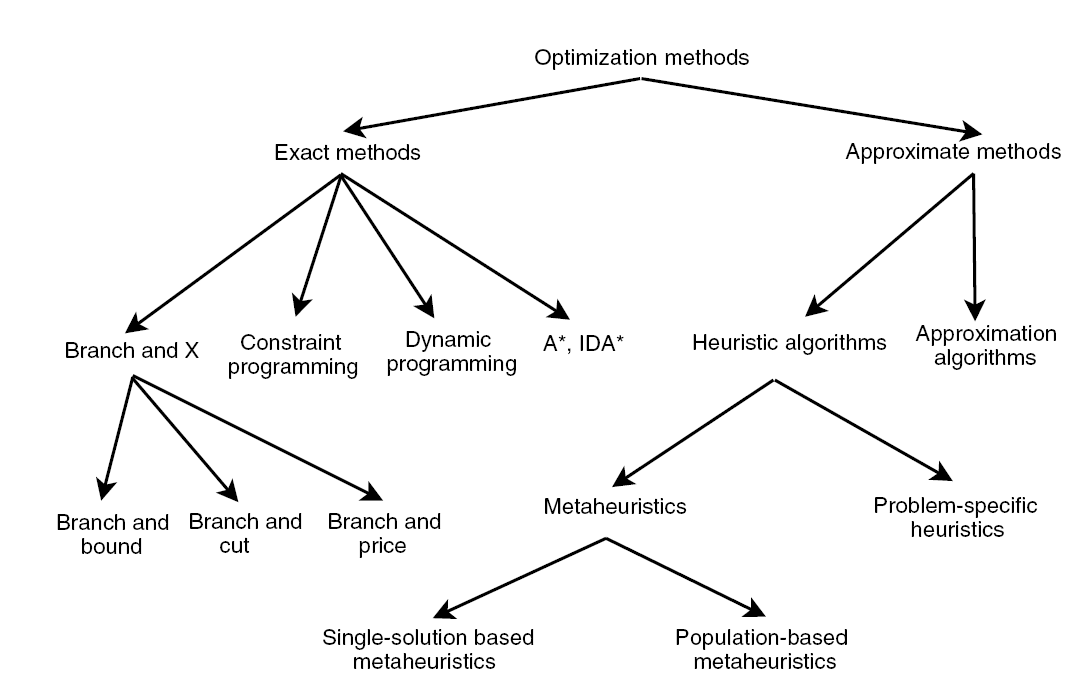 Optimization methods
Exact methods
Approximate methods
Branch and X
Constraint
programming
Dynamic
programming
A*, IDA*
Heuristic algorithms
Approximation
algorithms
Branch and
bound
Branch and
cut
Branch and
price
Metaheuristics
Problem-specific
heuristics
Single-solution based
metaheuristics
Population-based
metaheuristics